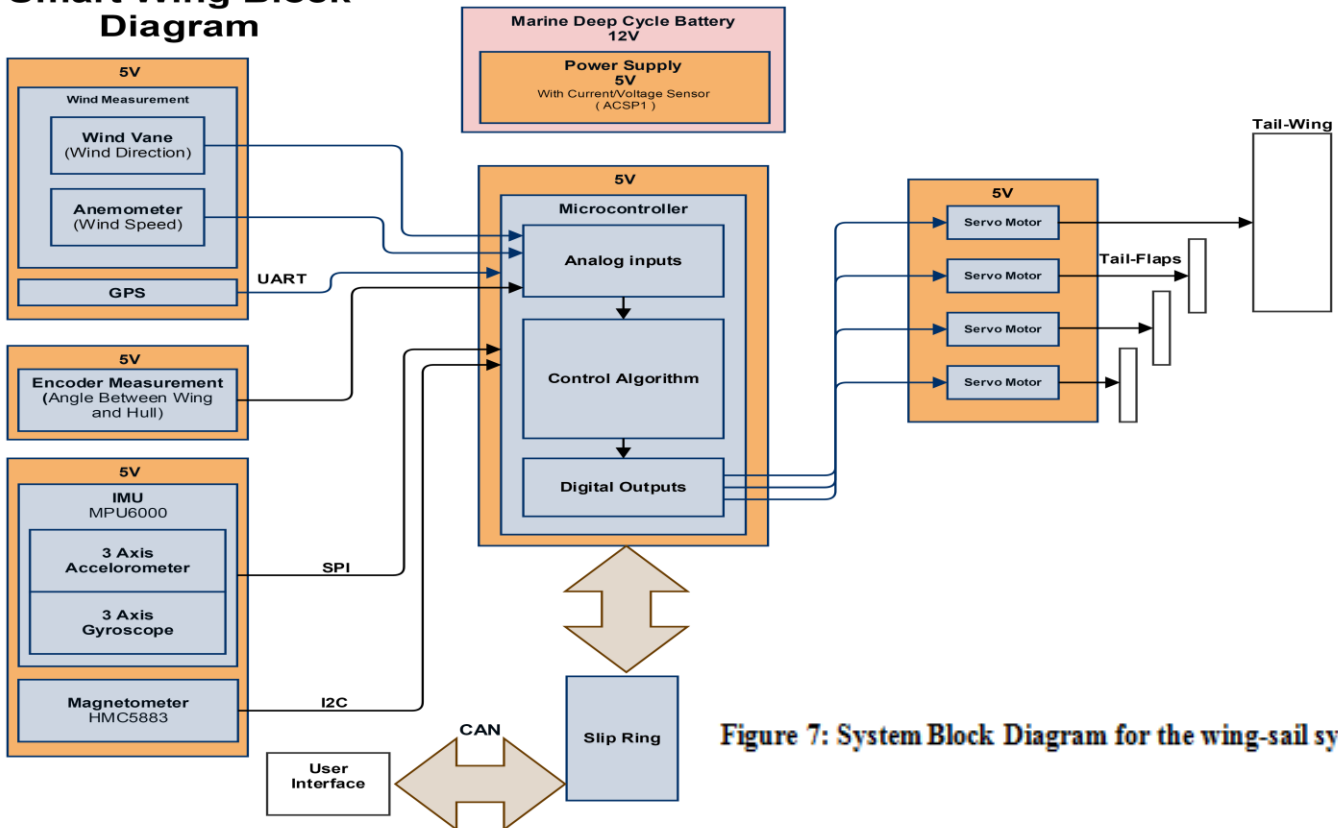 Smart Wing Block
Diagram
5V
Wind Measurement
Wind Vane
(Wind Direction)
Anemometer
(Wind Speed)
GPS
UART
5V
Encoder Measurement
(Angle Between Wing
and Hull)
5V
IMU
MPU6000
3 Axis
Accelorometer
3 Axis
Gyroscope
SPI
Magnetometer
HMC5883
I2C
Marine Deep Cycle Battery
12V
Power Supply
5V
With Current/Voltage Sensor
( ACSP1 )
5V
Microcontroller
Analog inputs
Control Algorithm
Digital Outputs
5V
Servo Motor
Servo Motor
Servo Motor
Servo Motor
Tail-Wing
Tail-Flaps
Slip Ring
CAN
User
Interface
Figure 7: System Block Diagram for the wing-sail sy